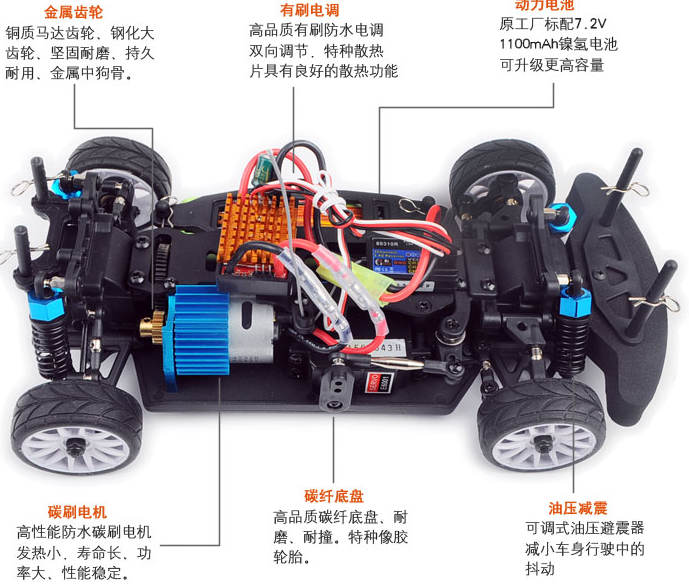 金属齿轮
铜质马达齿轮、钢化大
齿轮、坚固耐磨、持久
耐用、金属中狗骨。
有刷电调
高品质有刷防水电调
双向调节、特种散热
片具有良好的散热功能
动力电池
原工厂标配7.2V
1100mAh镍氢电池
可升级更高容量
80310R
SERVO
E6001
碳刷电机
高性能防水碳刷电机
发热小、寿命长、功
率大、性能稳定。
碳纤底盘
高品质碳纤底盘、耐
磨、耐撞。特种像胶
轮胎。
油压减震
可调式油压避震器
减小车身行驶中的
抖动